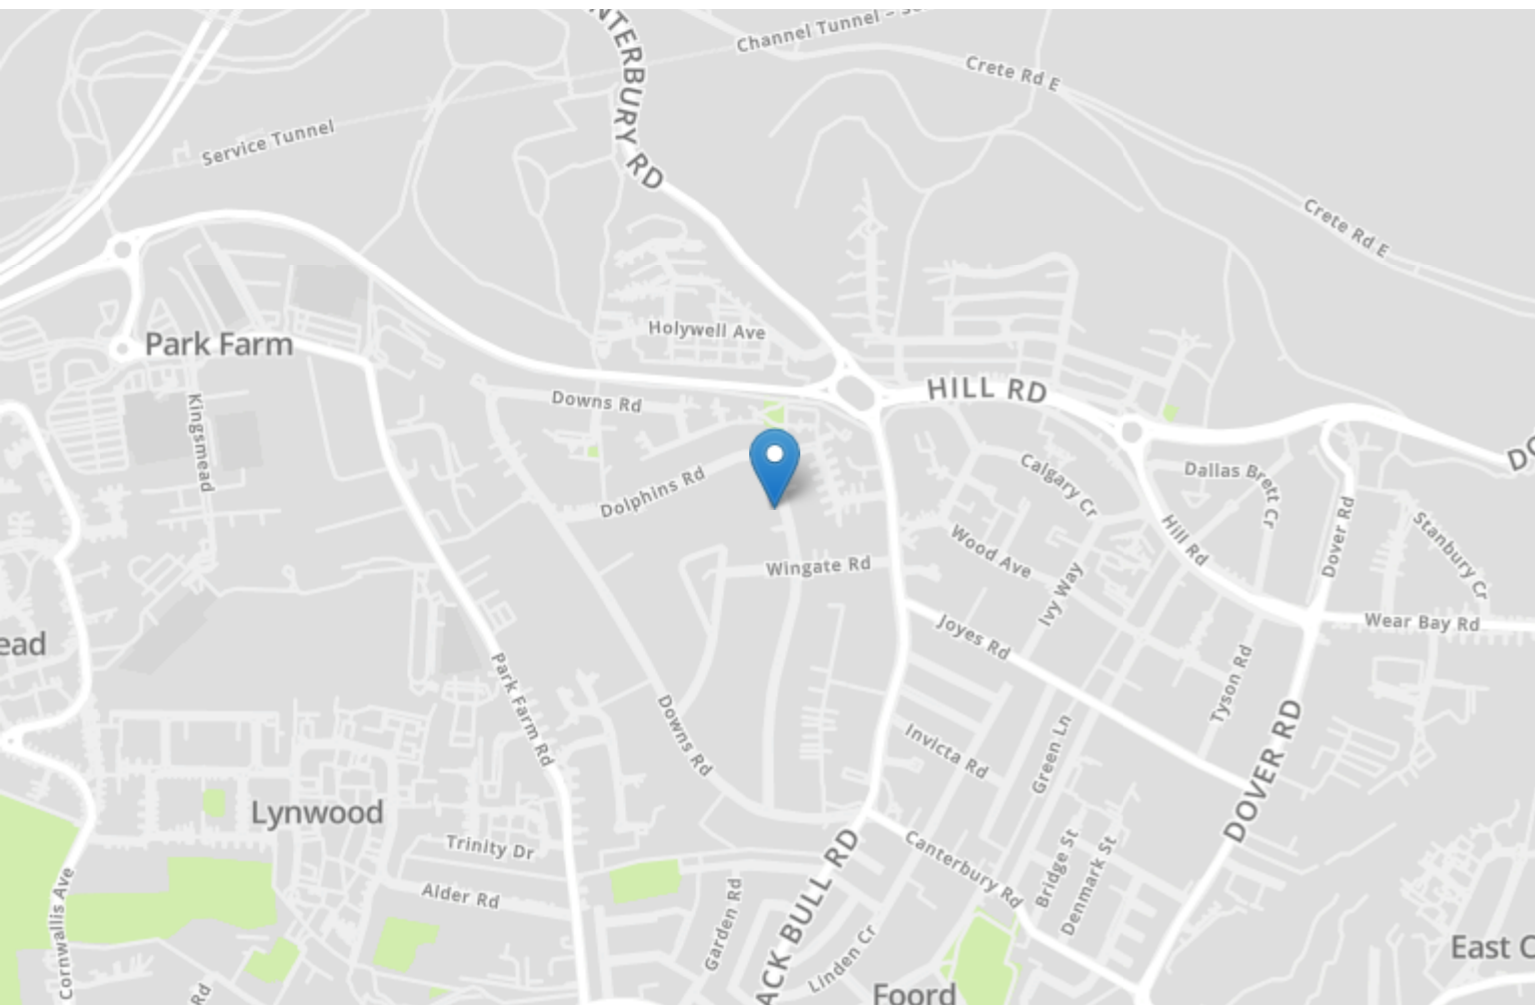 NTERBURY RD
Channel Tunnel - S
Crete Rd E
Service Tunnel
Crete Rd E
Holywell Ave
Park Farm
HILL RD
Downs Rd
Kingsmead
Dolphins Rd
Calgary Cr
Dallas Brett Cr
DO
Hill Rd
Dover Rd
Stanbury Cr
Wood Ave
Wingate Rd
Ivy Way
Joyes Rd
Wear Bay Rd
ead
Park Farm Rd
Downs Rd
Tyson Rd
Invicta Rd
Green Ln
DOVER RD
Lynwood
Trinity Dr
Alder Rd
Canterbury Rd
Bridge St
Denmark St
Cornwallis Ave
Garden Rd
ACK BULL RD
Linden Cr
East C
Rd
Foord